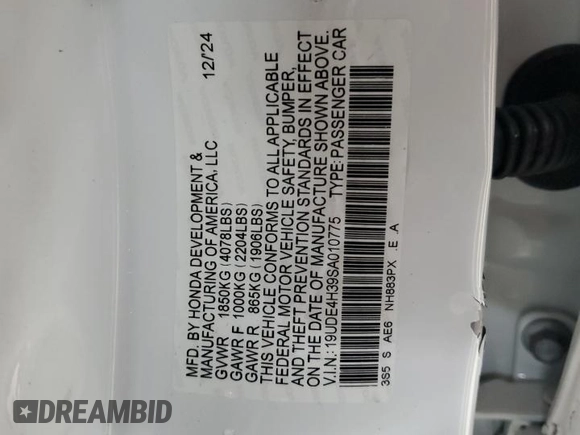 MFD. BY HONDA DEVELOPMENT &
MANUFACTURING OF AMERICA, LLC 12/24
GVWR 1850KG (4078LBS)
GAWR F 1000KG (2204LBS)
GAWR R 865KG (1906LBS)
THIS VEHICLE CONFORMS TO ALL APPLICABLE
FEDERAL MOTOR VEHICLE SAFETY, BUMPER,
AND THEFT PREVENTION STANDARDS IN EFFECT
ON THE DATE OF MANUFACTURE SHOWN ABOVE.
V.I.N.:19UDE4H39SA010775 TYPE:PASSENGER CAR
3S5 S AE6 NH883PX .E .A
DREAMBID